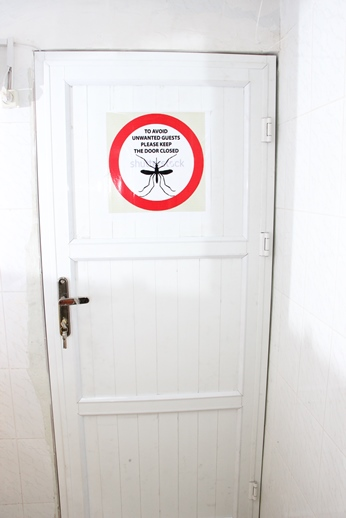 TO AVOID
UNWANTED GUESTS
PLEASE KEEP
THE DOOR CLOSED